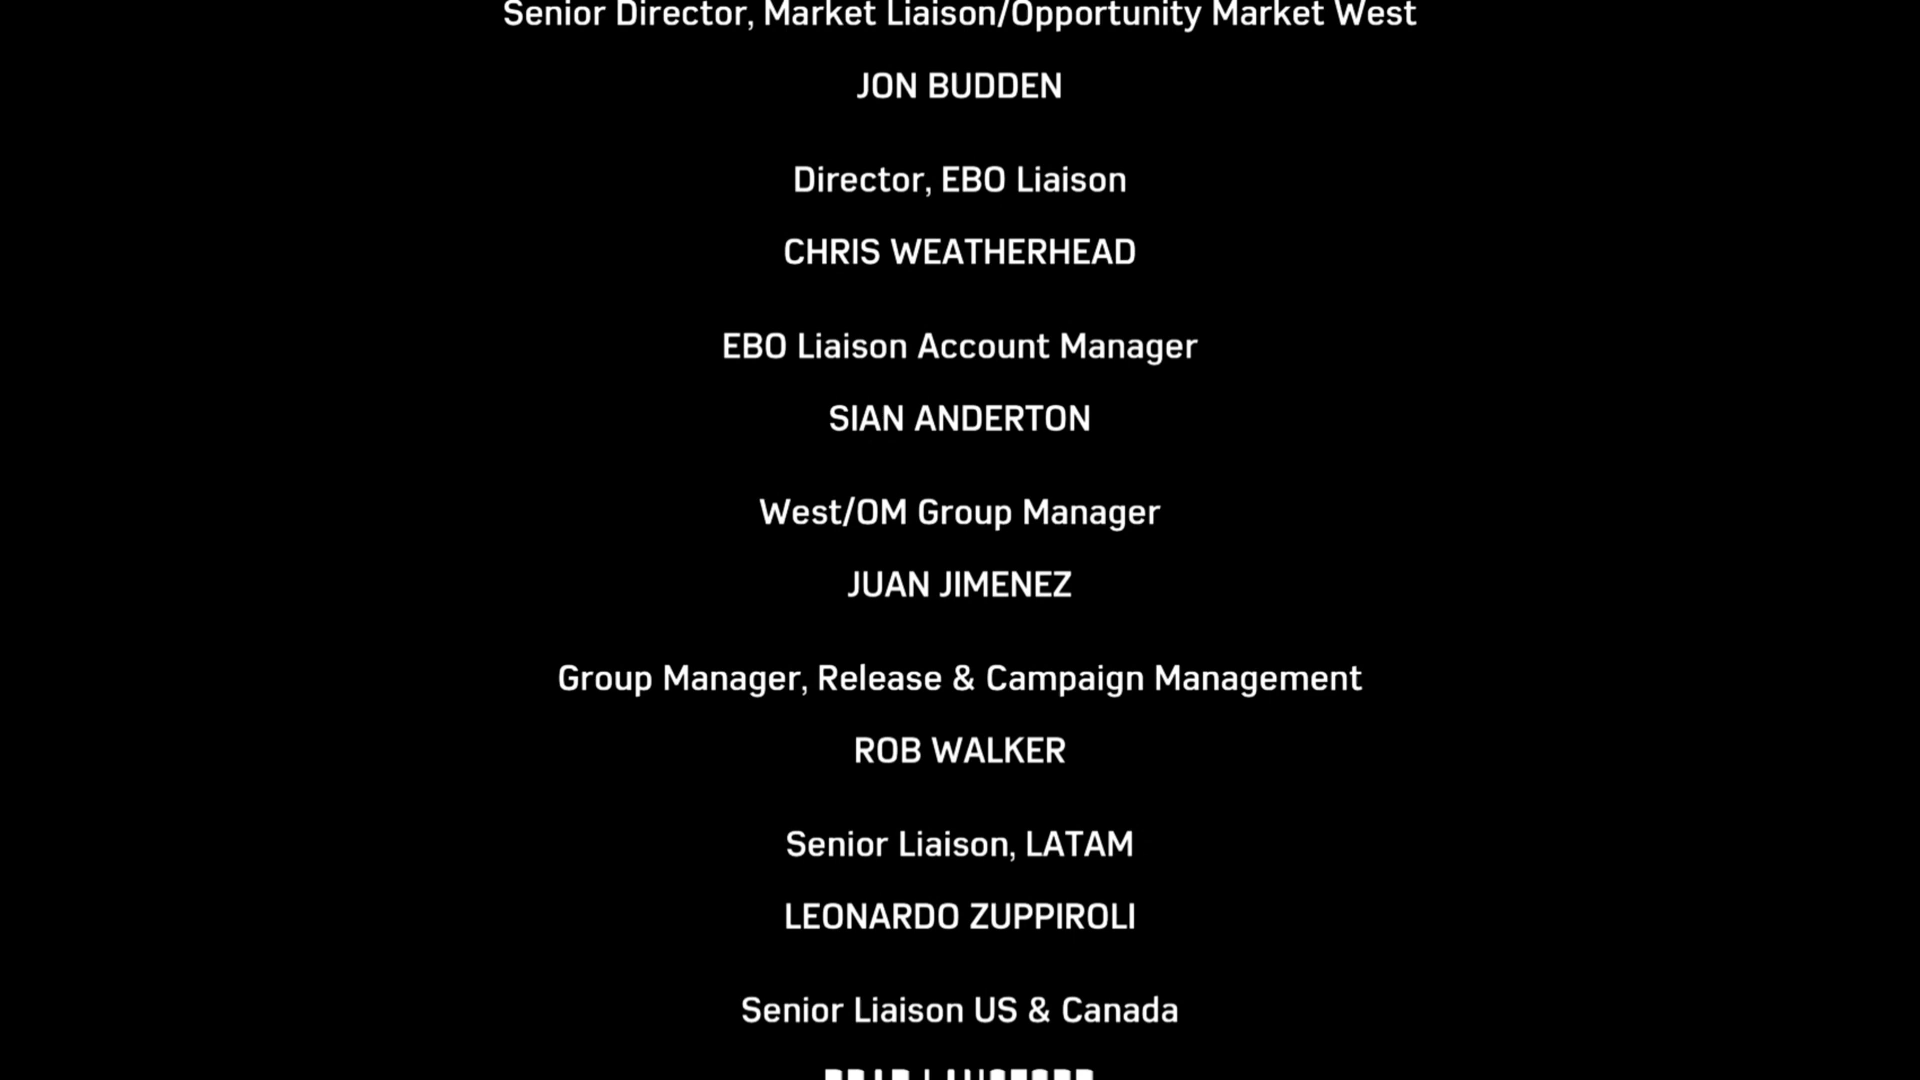 Senior Director, Market Liaison/Opportunity Market West
JON BUDDEN
Director, EBO Liaison
CHRIS WEATHERHEAD
EBO Liaison Account Manager
SIAN ANDERTON
West/OM Group Manager
JUAN JIMENEZ
Group Manager, Release & Campaign Management
ROB WALKER
Senior Liaison, LATAM
LEONARDO ZUPPIROLI
Senior Liaison US & Canada